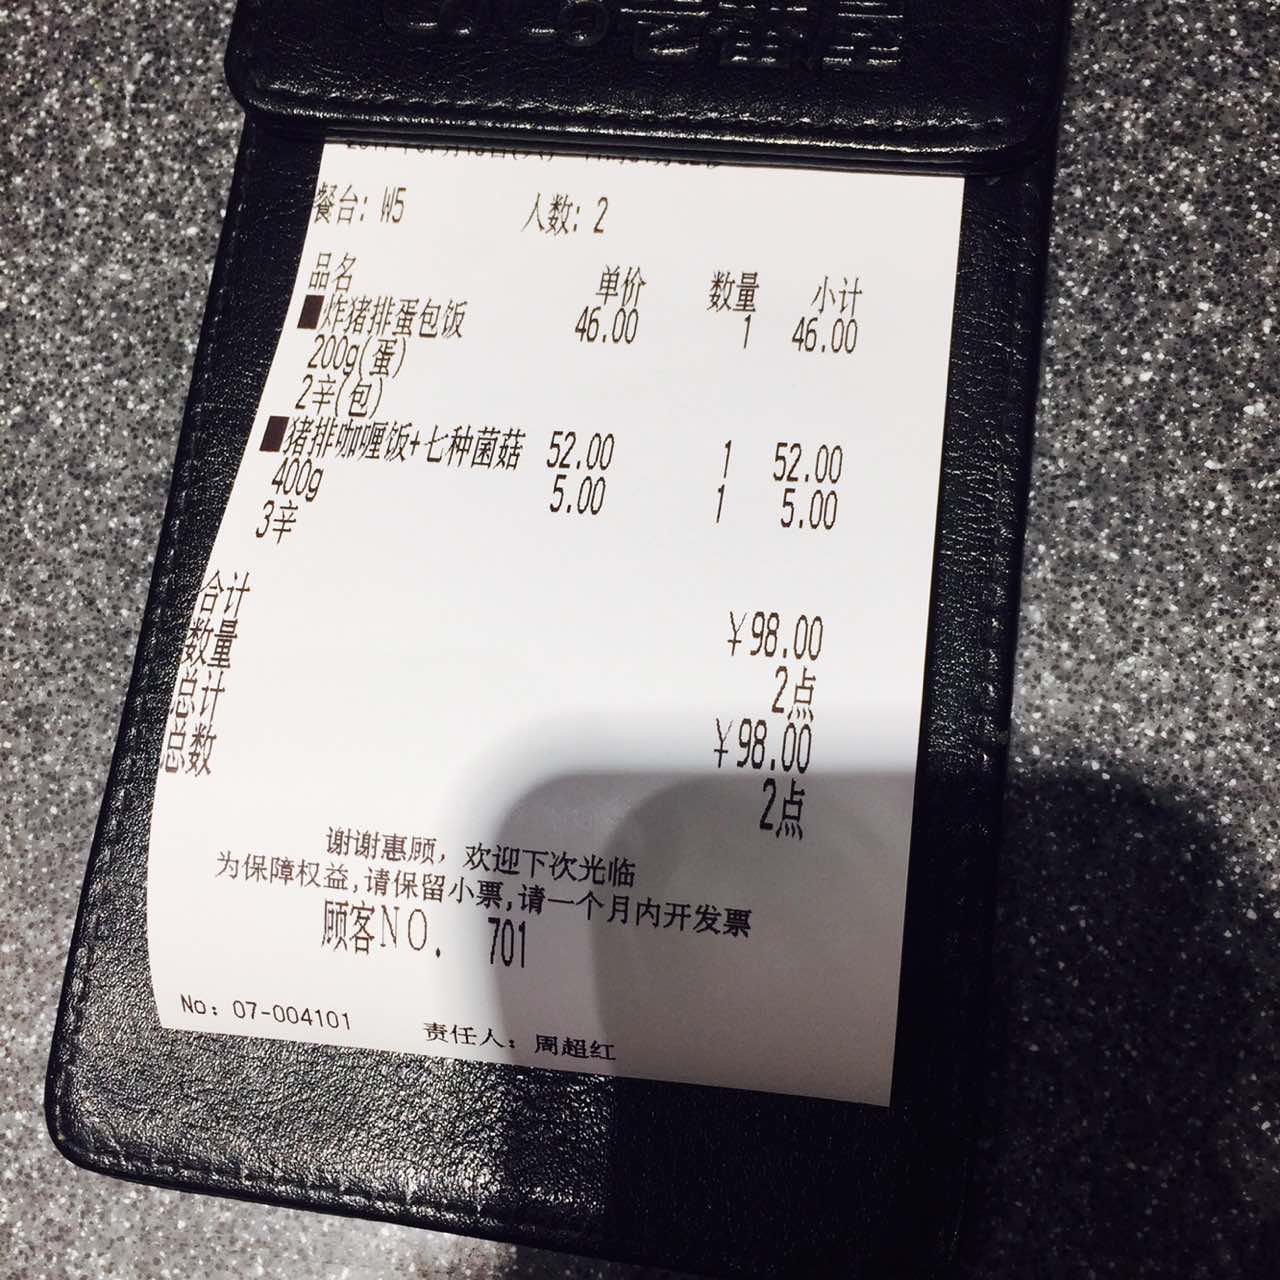 壱番屋
餐台: W5 人数: 2
品名 单价 数量 小计
■炸猪排蛋包饭 46.00 1 46.00
200g(蛋)
2辛(包)
■猪排咖喱饭+七种菌菇 52.00 1 52.00
400g 5.00 1 5.00
3辛
合计 ¥98.00
数量 2点
总计 ¥98.00
总数 2点
谢谢惠顾，欢迎下次光临
为保障权益,请保留小票,请一个月内开发票
顾客NO. 701
No: 07-004101 责任人: 周超红